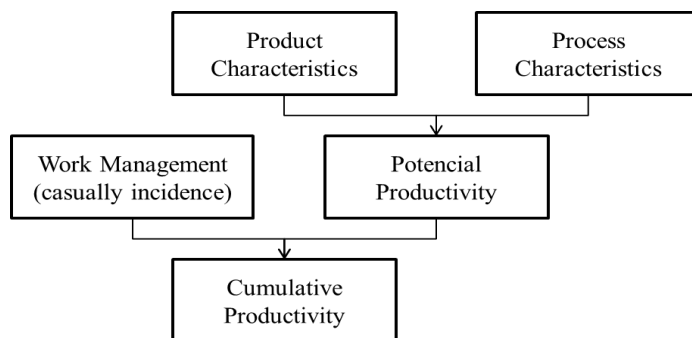 Product
Characteristics
Process
Characteristics
Work Management
(casually incidence)
Potencial
Productivity
Cumulative
Productivity